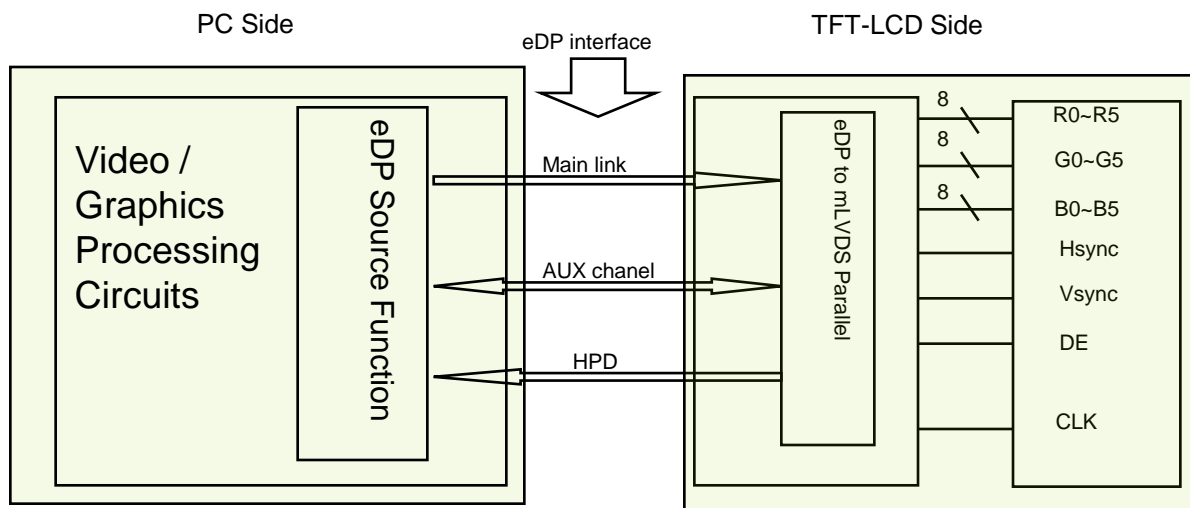 PC Side
eDP interface
TFT-LCD Side
Video /
Graphics
Processing
Circuits
eDP Source Function
Main link
AUX chanel
HPD
eDP to mLVDS Parallel
8
R0~R5
8
G0~G5
8
B0~B5
Hsync
Vsync
DE
CLK